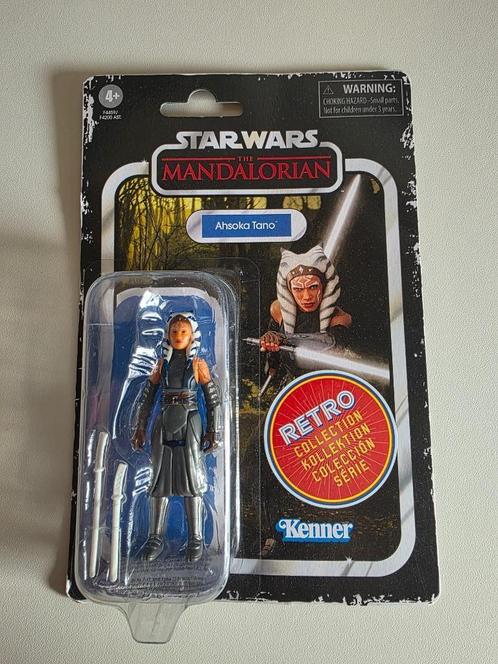 4+
F4459/
F4200 ASST.
WARNING:
CHOKING HAZARD–Small parts.
Not for children under 3 years.
STAR WARS
THE
MANDALORIAN
Ahsoka Tano
RETRO
COLLECTION
KOLLEKTION
COLECCIÓN
SÉRIE
Kenner